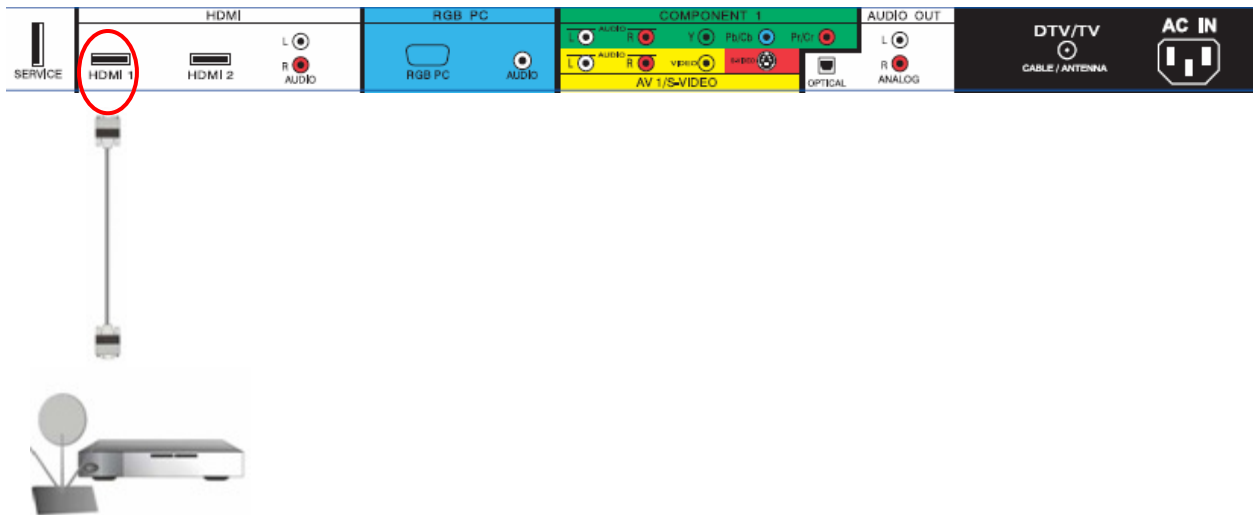 SERVICE
HDMI
HDMI 1
HDMI 2
L
R
AUDIO
RGB PC
RGB PC
AUDIO
COMPONENT 1
L AUDIO R Y Pb/Cb Pr/Cr
L AUDIO R VIDEO S-VIDEO
AV 1/S-VIDEO
OPTICAL
AUDIO OUT
L
R
ANALOG
DTV/TV
CABLE / ANTENNA
AC IN